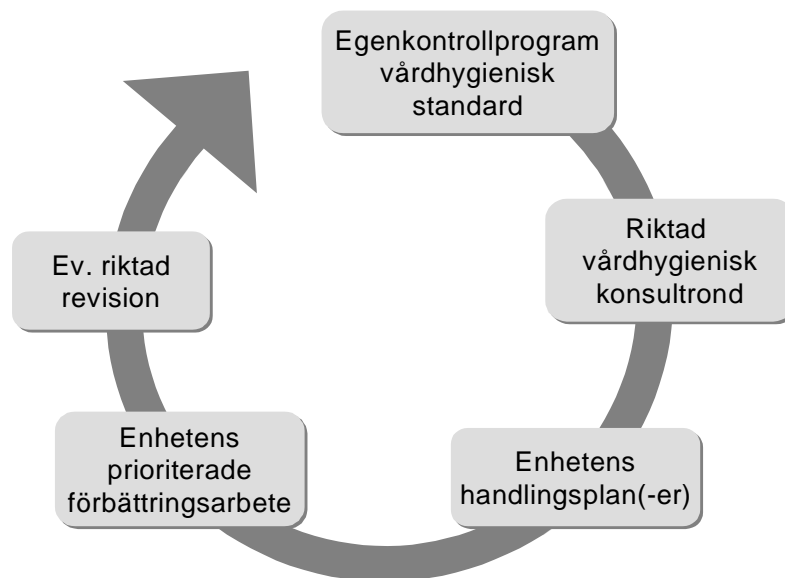 Egenkontrollprogram
vårdhygienisk
standard
Riktad
vårdhygienisk
konsultrond
Enhetens
handlingsplan(-er)
Enhetens
prioriterade
förbättringsarbete
Ev. riktad
revision